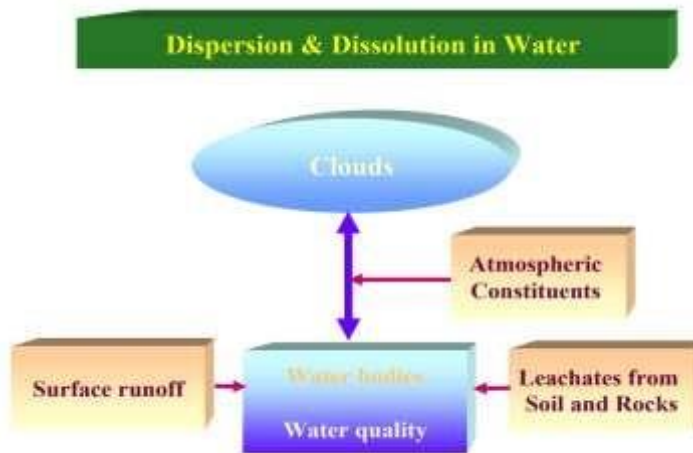 Dispersion & Dissolution in Water
Clouds
Atmospheric
Constituents
Surface runoff
Water bodies
Water quality
Leachates from
Soil and Rocks